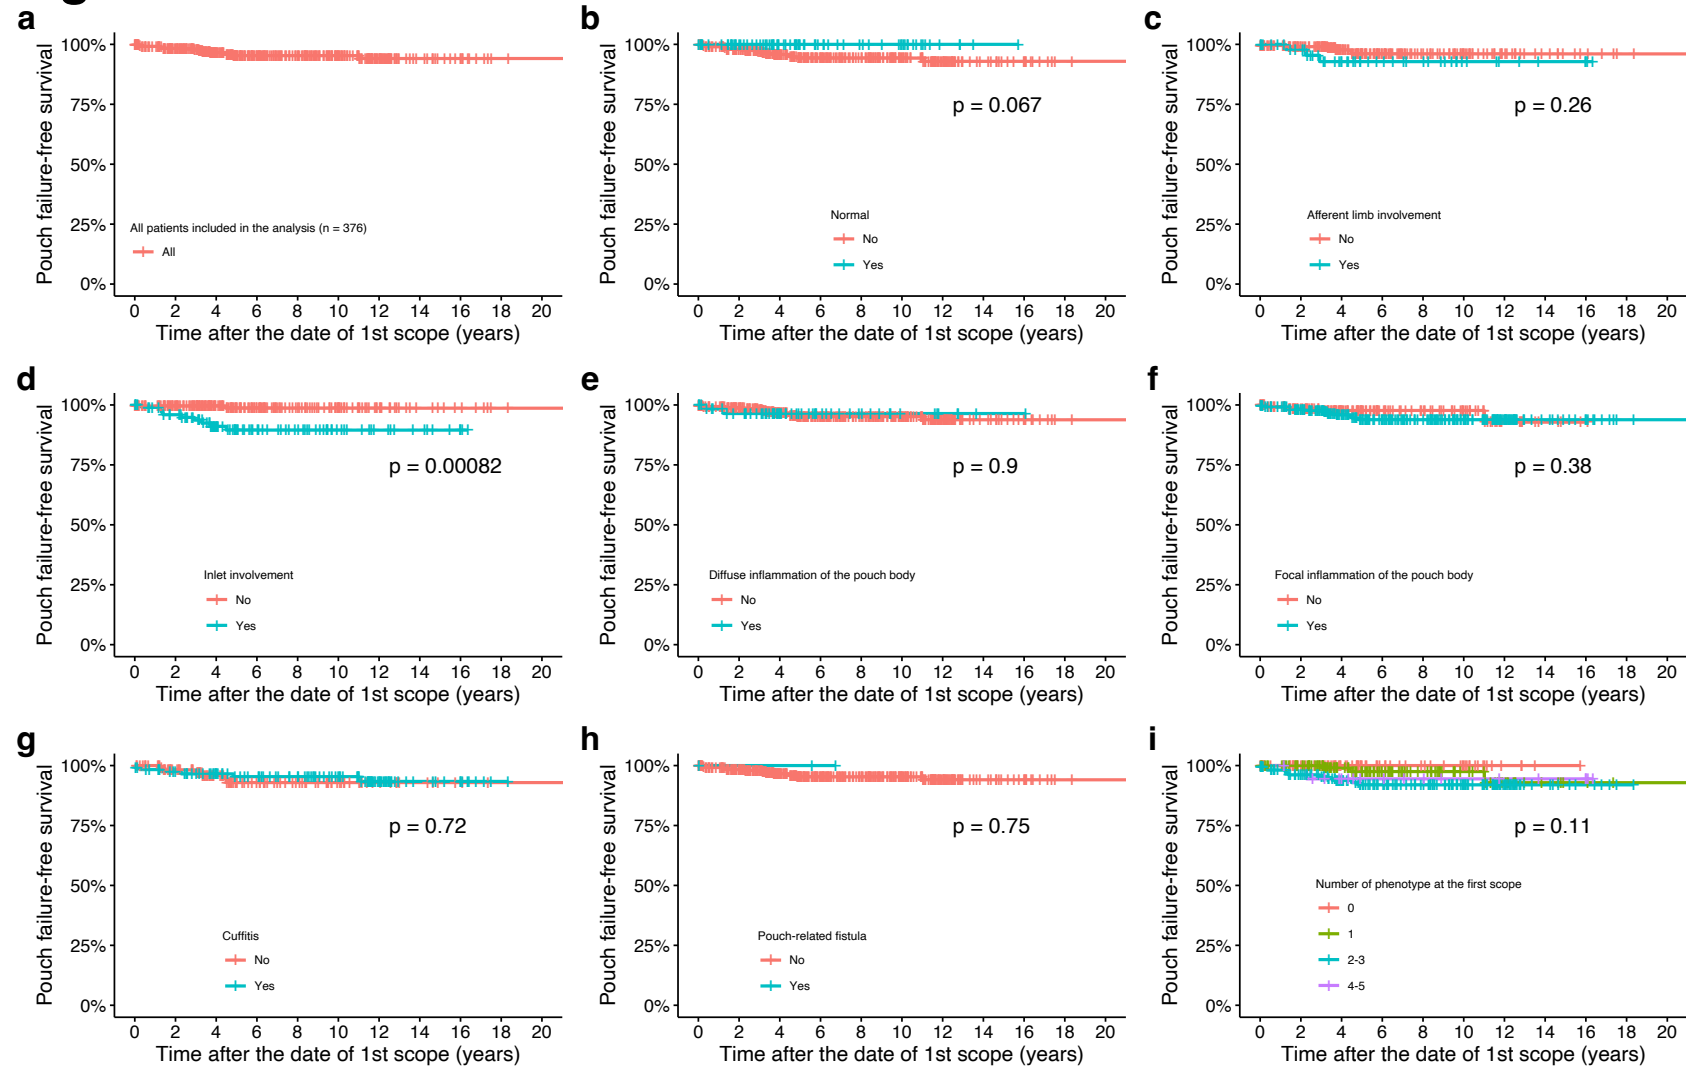 a
Pouch failure-free survival
100%
75%
50%
25%
0%
All patients included in the analysis (n = 376)
All
0 2 4 6 8 10 12 14 16 18 20
Time after the date of 1st scope (years)
b
Pouch failure-free survival
100%
75%
50%
25%
0%
p = 0.067
Normal
No
Yes
0 2 4 6 8 10 12 14 16 18 20
Time after the date of 1st scope (years)
c
Pouch failure-free survival
100%
75%
50%
25%
0%
p = 0.26
Afferent limb involvement
No
Yes
0 2 4 6 8 10 12 14 16 18 20
Time after the date of 1st scope (years)
d
Pouch failure-free survival
100%
75%
50%
25%
0%
p = 0.00082
Inlet involvement
No
Yes
0 2 4 6 8 10 12 14 16 18 20
Time after the date of 1st scope (years)
e
Pouch failure-free survival
100%
75%
50%
25%
0%
p = 0.9
Diffuse inflammation of the pouch body
No
Yes
0 2 4 6 8 10 12 14 16 18 20
Time after the date of 1st scope (years)
f
Pouch failure-free survival
100%
75%
50%
25%
0%
p = 0.38
Focal inflammation of the pouch body
No
Yes
0 2 4 6 8 10 12 14 16 18 20
Time after the date of 1st scope (years)
g
Pouch failure-free survival
100%
75%
50%
25%
0%
p = 0.72
Cuffitis
No
Yes
0 2 4 6 8 10 12 14 16 18 20
Time after the date of 1st scope (years)
h
Pouch failure-free survival
100%
75%
50%
25%
0%
p = 0.75
Pouch-related fistula
No
Yes
0 2 4 6 8 10 12 14 16 18 20
Time after the date of 1st scope (years)
i
Pouch failure-free survival
100%
75%
50%
25%
0%
p = 0.11
Number of phenotype at the first scope
0
1
2-3
4-5
0 2 4 6 8 10 12 14 16 18 20
Time after the date of 1st scope (years)